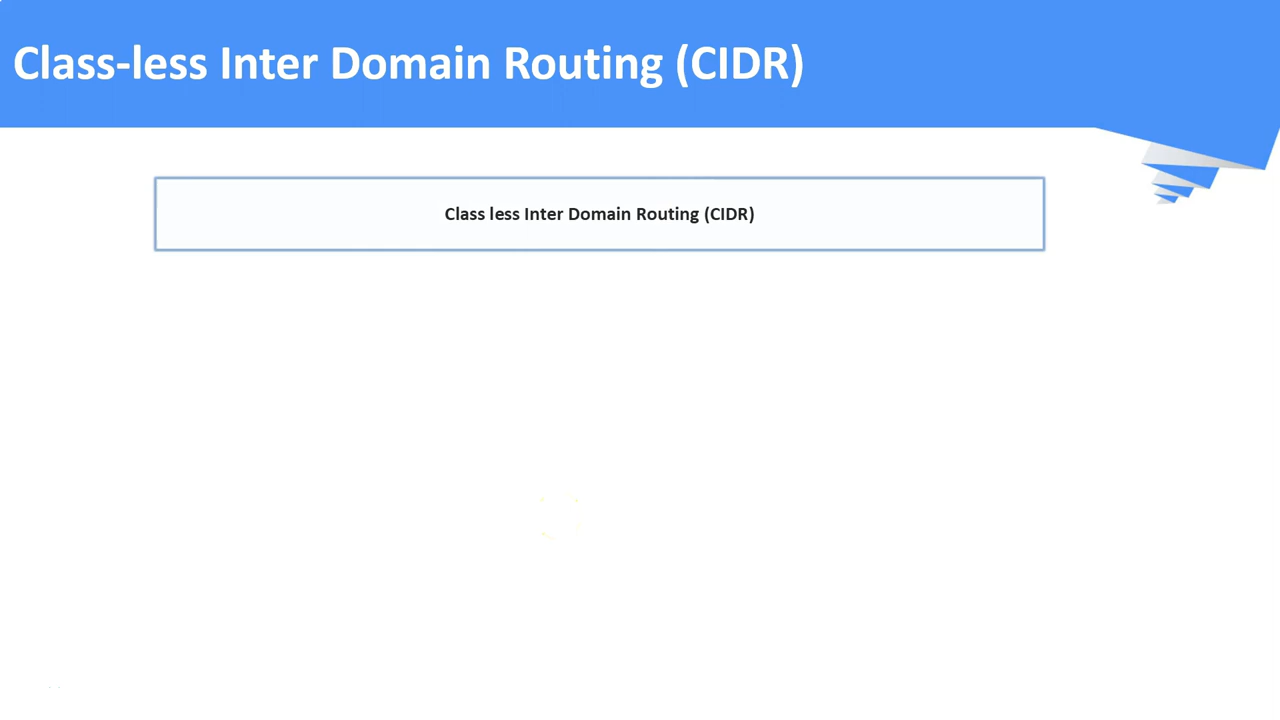 Class-less Inter Domain Routing (CIDR)
Class less Inter Domain Routing (CIDR)